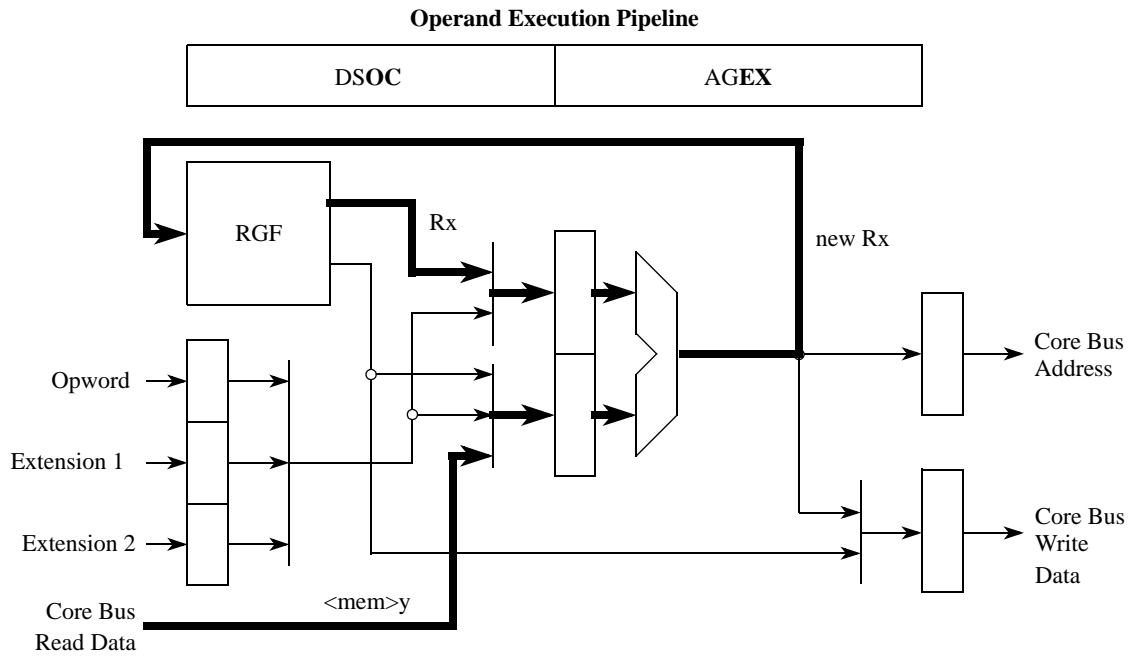 Operand Execution Pipeline
DSOC
AGEX
RGF
Rx
new Rx
Opword
Extension 1
Extension 2
Core Bus
Read Data
<mem>y
Core Bus
Address
Core Bus
Write
Data